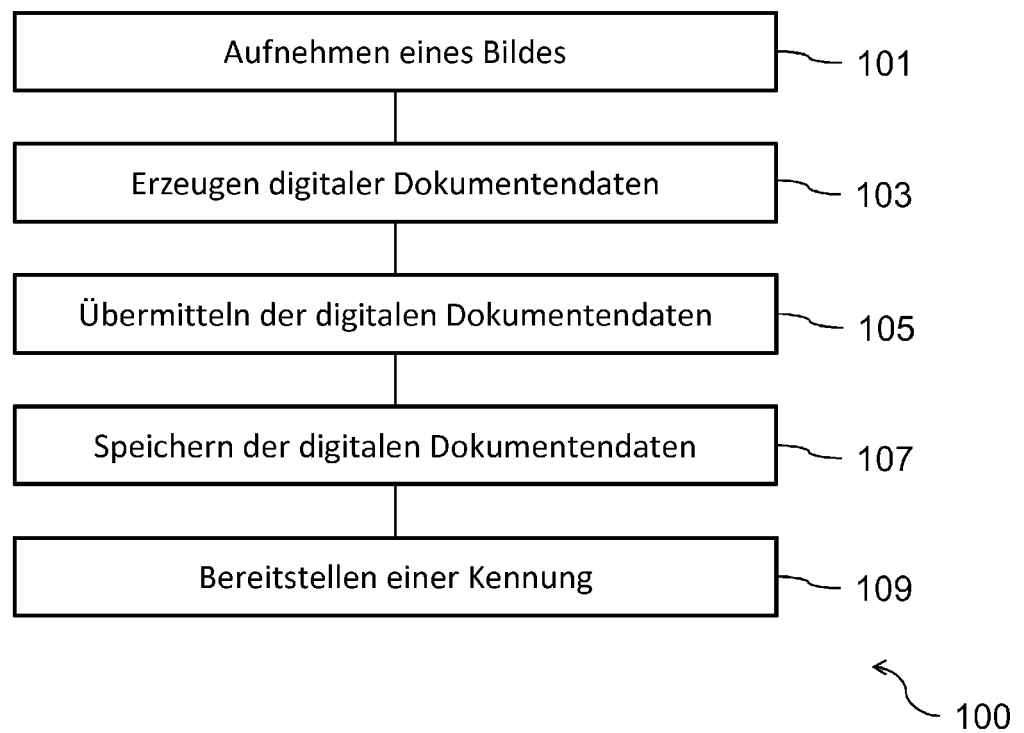 Aufnehmen eines Bildes
101
Erzeugen digitaler Dokumentendaten
103
Übermitteln der digitalen Dokumentendaten
105
Speichern der digitalen Dokumentendaten
107
Bereitstellen einer Kennung
109
100